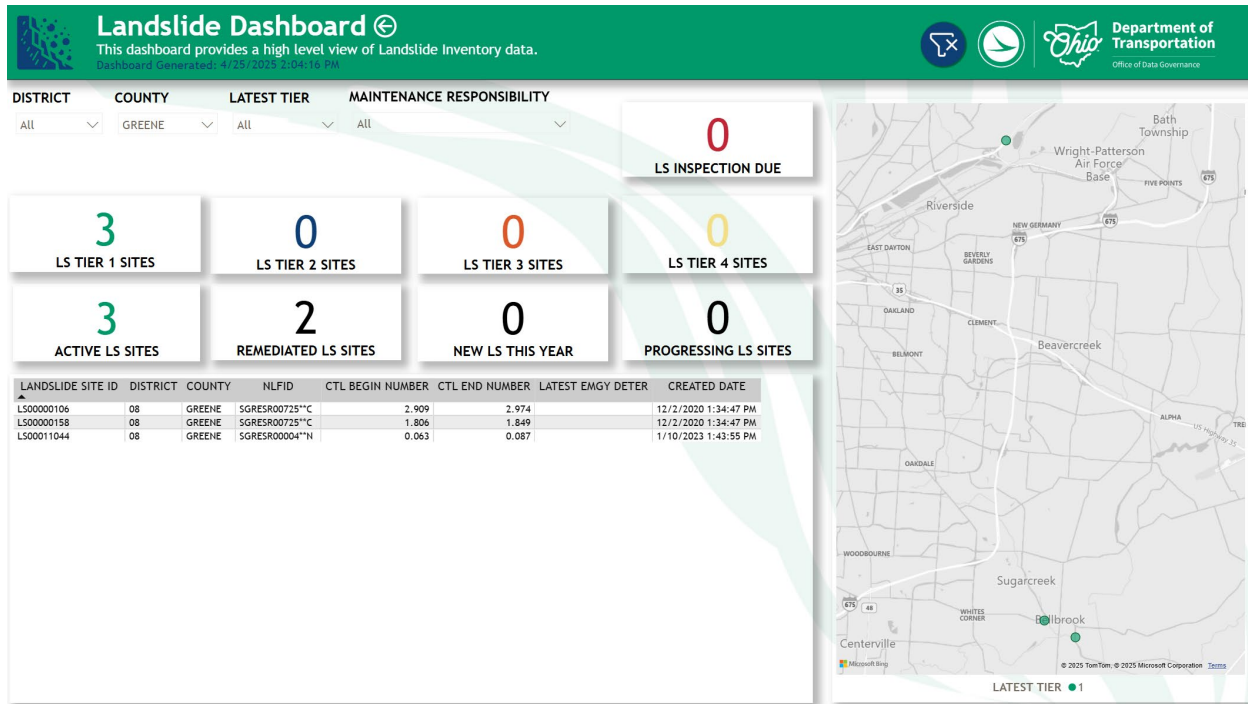 Landslide Dashboard
This dashboard provides a high level view of Landslide Inventory data.
Dashboard Generated: 4/25/2025 2:04:16 PM
Ohio
Department of
Transportation
Office of Data Governance
DISTRICT COUNTY LATEST TIER MAINTENANCE RESPONSIBILITY
All GREENE All All
0
LS INSPECTION DUE
3 0 0 0
LS TIER 1 SITES LS TIER 2 SITES LS TIER 3 SITES LS TIER 4 SITES
3 2 0 0
ACTIVE LS SITES REMEDIATED LS SITES NEW LS THIS YEAR PROGRESSING LS SITES
LANDSLIDE SITE ID DISTRICT COUNTY NLFID CTL BEGIN NUMBER CTL END NUMBER LATEST EMGY DETER CREATED DATE
LS00000106 08 GREENE SGRESR00725**C 2.909 2.974 12/2/2020 1:34:47 PM
LS00000158 08 GREENE SGRESR00725**C 1.806 1.849 12/2/2020 1:34:47 PM
LS00011044 08 GREENE SGRESR00004**N 0.063 0.087 1/10/2023 1:43:55 PM
Bath
Township
Wright-Patterson
Air Force
Base
FIVE POINTS
675
Riverside
NEW GERMANY
675
675
EAST DAYTON
BEVERLY
GARDENS
35
OAKLAND
CLEMENT
Beavercreek
BELMONT
ALPHA
TRE
US Highway 35
OAKDALE
WOODBOURNE
Sugarcreek
675 48
WHITES
CORNER
Bellbrook
Centerville
Microsoft Bing
© 2025 TomTom, © 2025 Microsoft Corporation Terms
LATEST TIER 1